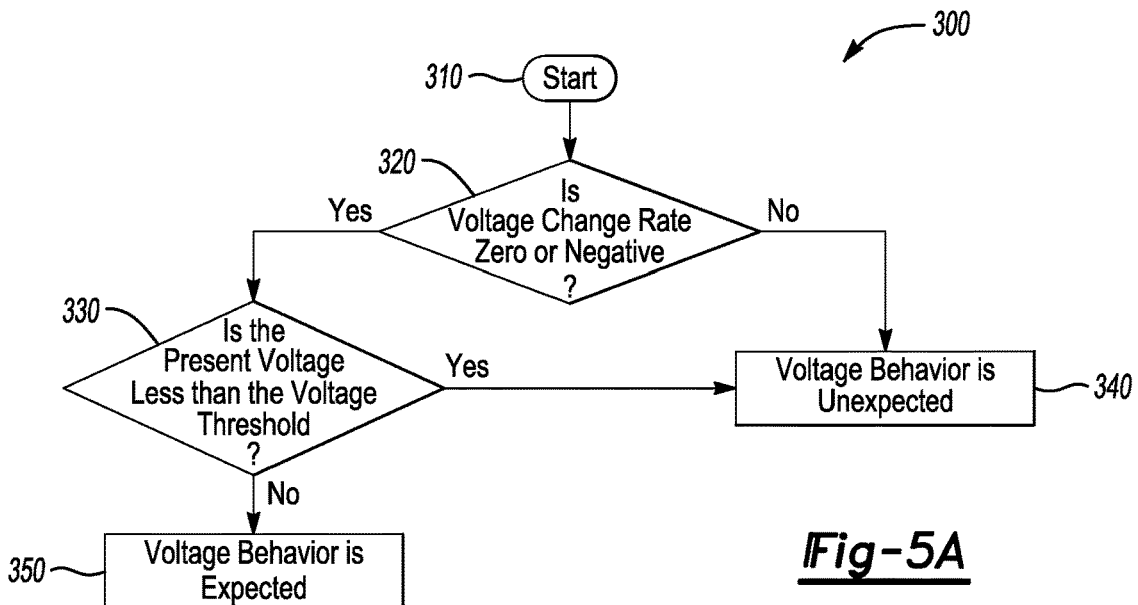 300
310
Start
320
Is
Voltage Change Rate
Zero or Negative
?
Yes
No
330
Is the
Present Voltage
Less than the Voltage
Threshold
?
Yes
Voltage Behavior is
Unexpected
340
No
350
Voltage Behavior is
Expected
Fig-5A